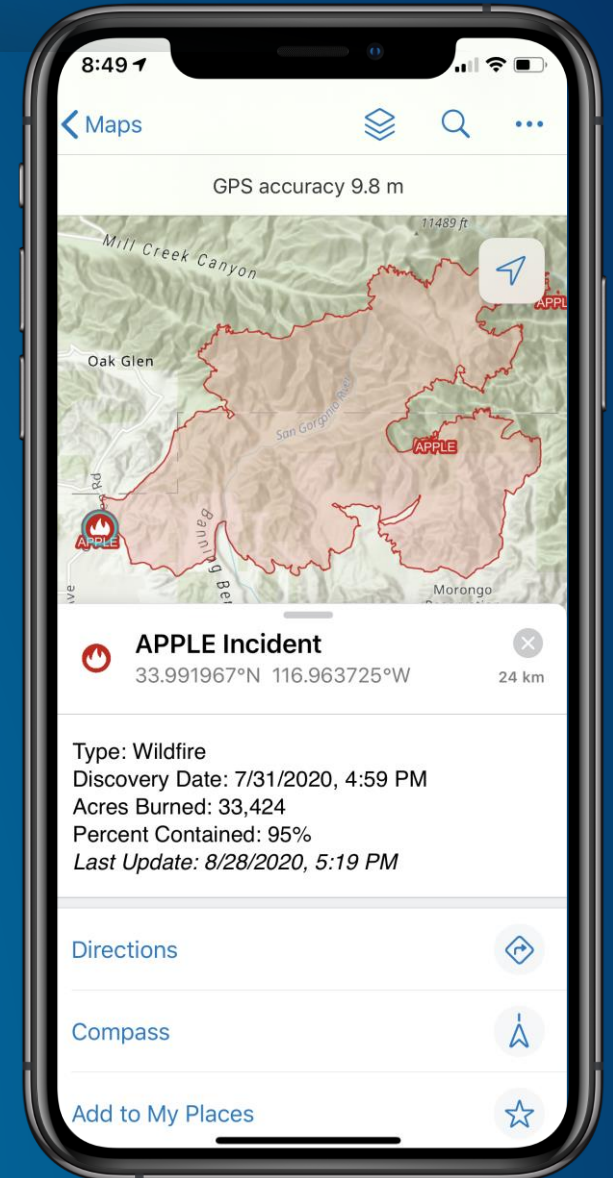 8:49
Maps
GPS accuracy 9.8 m
11489 ft
Mill Creek Canyon
APPL
Oak Glen
San Gorgonio River
APPLE
Banning Ben
APPLE
Morongo
APPLE Incident
33.991967°N 116.963725°W
24 km
Type: Wildfire
Discovery Date: 7/31/2020, 4:59 PM
Acres Burned: 33,424
Percent Contained: 95%
Last Update: 8/28/2020, 5:19 PM
Directions
Compass
Add to My Places